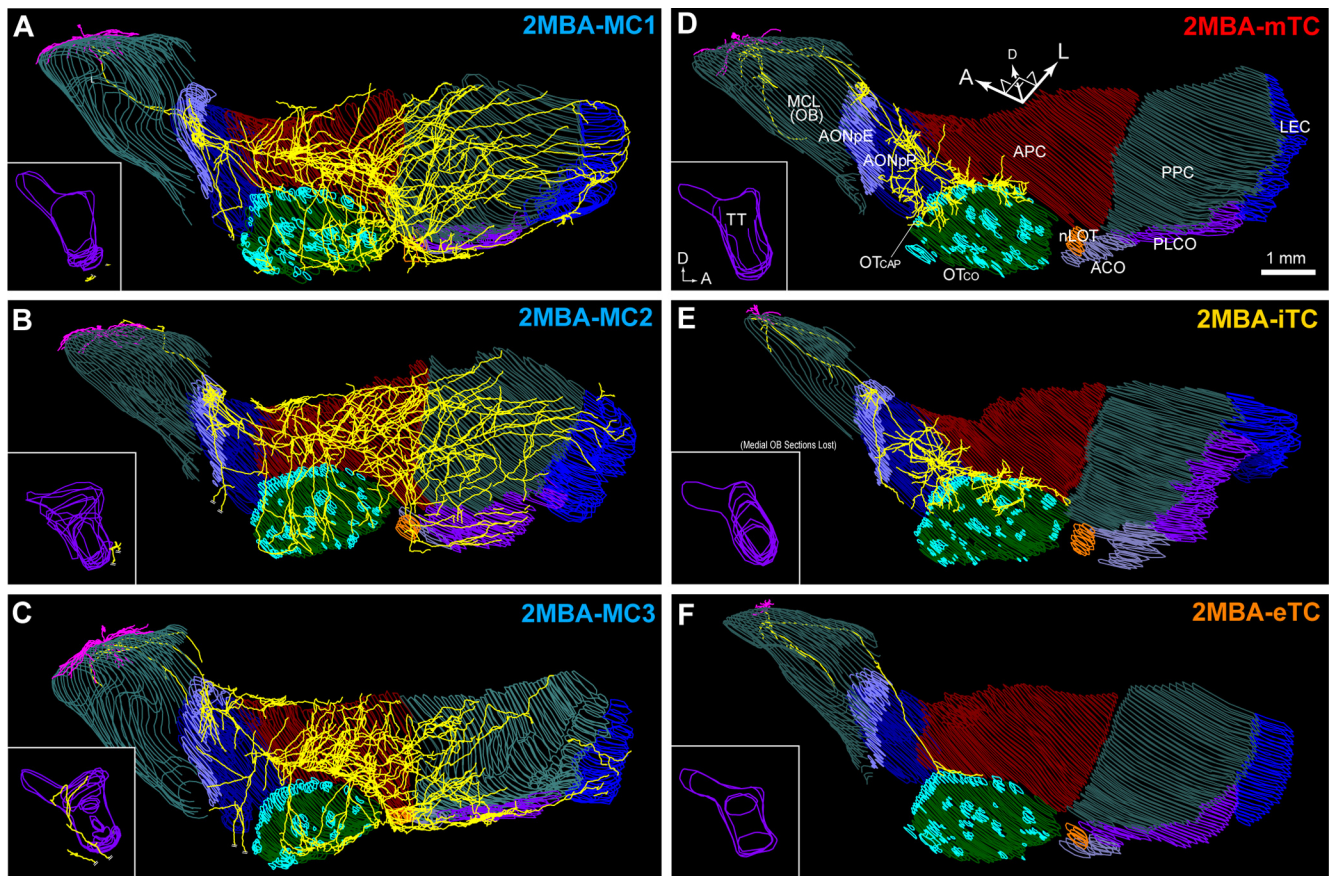 A
2MBA-MC1
B
2MBA-MC2
C
2MBA-MC3
D
2MBA-mTC
D
A
L
MCL
(OB)
AONpE
AONpP
APC
PPC
LEC
TT
nLOT
PLCO
ACO
OTCAP
OTCO
D
A
1 mm
E
2MBA-iTC
(Medial OB Sections Lost)
F
2MBA-eTC